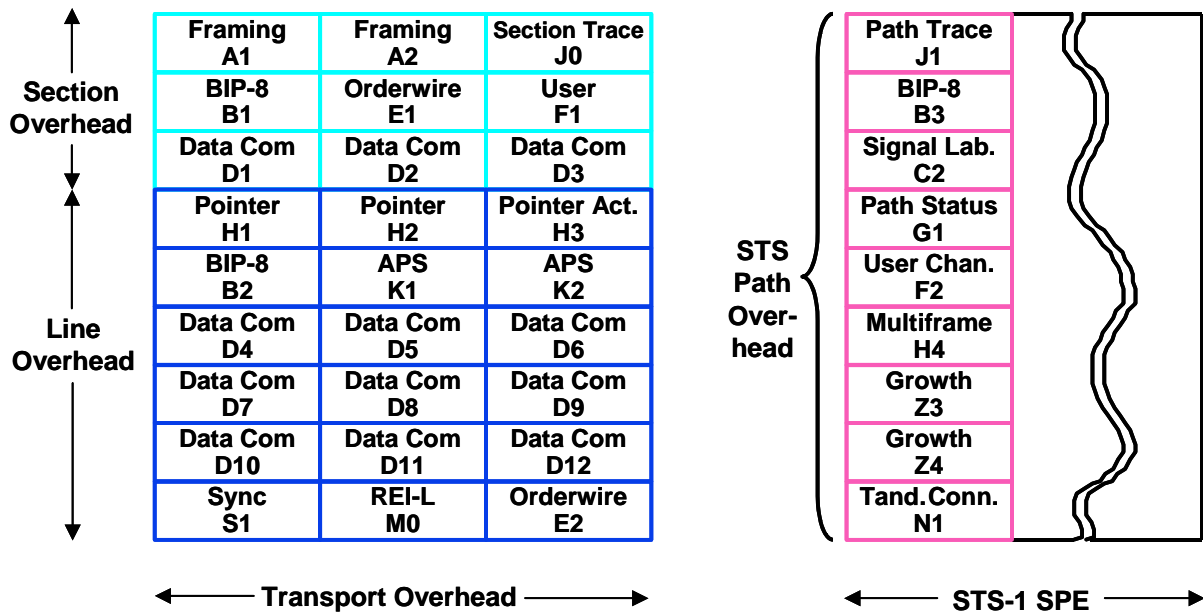 Framing Framing Section Trace
A1 A2 J0
BIP-8 Orderwire User
B1 E1 F1
Data Com Data Com Data Com
D1 D2 D3
Section
Overhead
Pointer Pointer Pointer Act.
H1 H2 H3
BIP-8 APS APS
B2 K1 K2
Data Com Data Com Data Com
D4 D5 D6
Data Com Data Com Data Com
D7 D8 D9
Data Com Data Com Data Com
D10 D11 D12
Sync REI-L Orderwire
S1 M0 E2
Line
Overhead
Transport Overhead
STS
Path
Over-
head
Path Trace
J1
BIP-8
B3
Signal Lab.
C2
Path Status
G1
User Chan.
F2
Multiframe
H4
Growth
Z3
Growth
Z4
Tand.Conn.
N1
STS-1 SPE